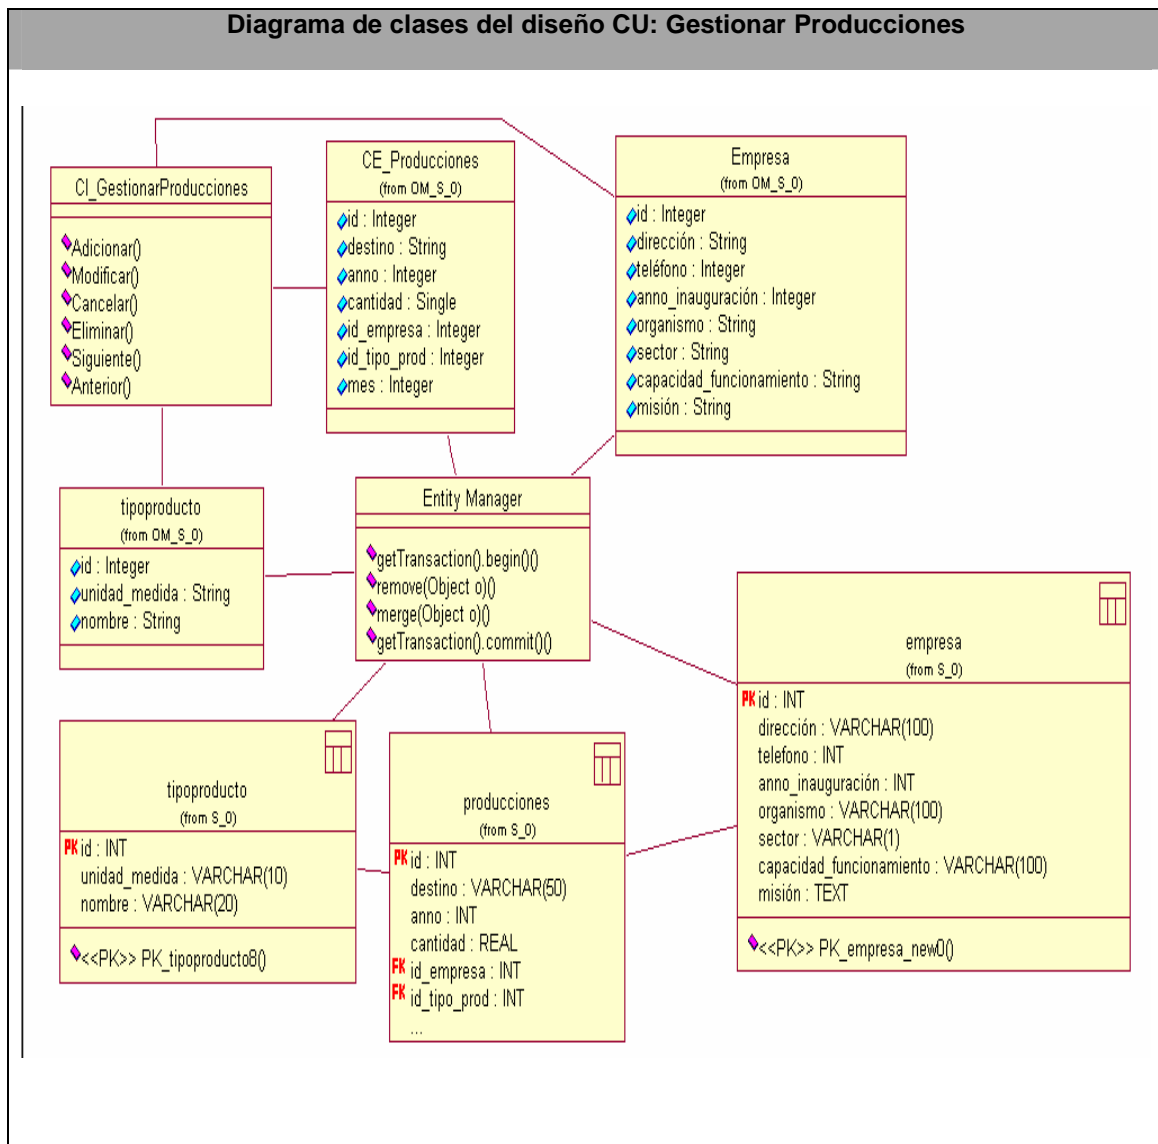 Diagrama de clases del diseño CU: Gestionar Producciones
CI_GestionarProducciones
Adicionar()
Modificar()
Cancelar()
Eliminar()
Siguiente()
Anterior()
CE_Producciones
(from OM_S_0)
id : Integer
destino : String
anno : Integer
cantidad : Single
id_empresa : Integer
id_tipo_prod : Integer
mes : Integer
Empresa
(from OM_S_0)
id : Integer
dirección : String
teléfono : Integer
anno_inauguración : Integer
organismo : String
sector : String
capacidad_funcionamiento : String
misión : String
tipoproducto
(from OM_S_0)
id : Integer
unidad_medida : String
nombre : String
Entity Manager
getTransaction().begin()()
remove(Object o)()
merge(Object o)()
getTransaction().commit()()
empresa
(from S_0)
PK id : INT
dirección : VARCHAR(100)
telefono : INT
anno_inauguración : INT
organismo : VARCHAR(100)
sector : VARCHAR(1)
capacidad_funcionamiento : VARCHAR(100)
misión : TEXT
<<PK>> PK_empresa_new0()
tipoproducto
(from S_0)
PK id : INT
unidad_medida : VARCHAR(10)
nombre : VARCHAR(20)
<<PK>> PK_tipoproducto8()
producciones
(from S_0)
PK id : INT
destino : VARCHAR(50)
anno : INT
cantidad : REAL
FK id_empresa : INT
FK id_tipo_prod : INT
...